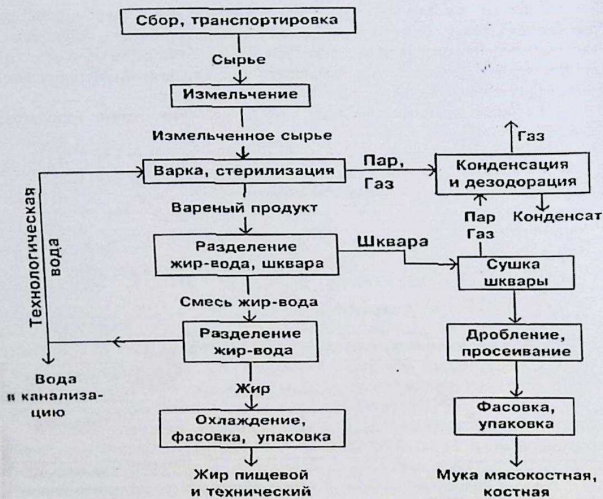 Сбор, транспортировка
Сырье
Измельчение
Измельченное сырье
Варка, стерилизация
Пар,
Газ
Конденсация
и дезодорация
Газ
Конденсат
Пар
Газ
Вареный продукт
Разделение
жир-вода, шквара
Шквара
Сушка
шквары
Технологическая
вода
Смесь жир-вода
Разделение
жир-вода
Дробление,
просеивание
Вода
в канализа-
цию
Жир
Охлаждение,
фасовка, упаковка
Фасовка,
упаковка
Жир пищевой
и технический
Мука мясокостная,
костная